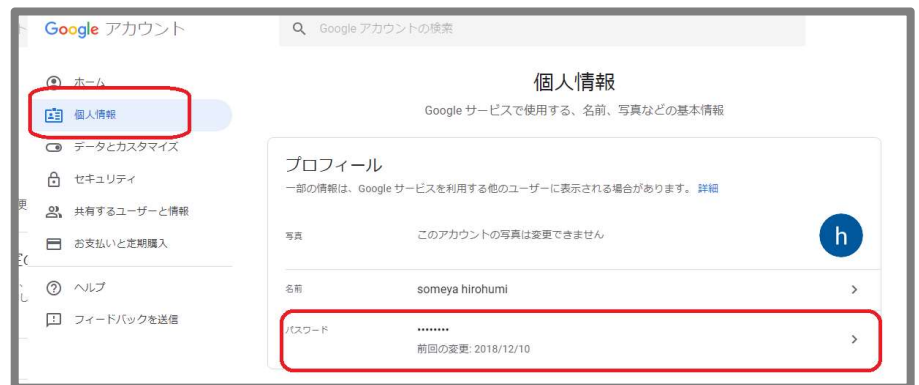 Google アカウント
Google アカウントの検索
ホーム
個人情報
データとカスタマイズ
セキュリティ
共有するユーザーと情報
お支払いと定期購入
ヘルプ
フィードバックを送信
個人情報
Google サービスで使用する、名前、写真などの基本情報
プロフィール
一部の情報は、Google サービスを利用する他のユーザーに表示される場合があります。 詳細
写真
このアカウントの写真は変更できません
h
名前
someya hirohumi
パスワード
••••••••
前回の変更: 2018/12/10